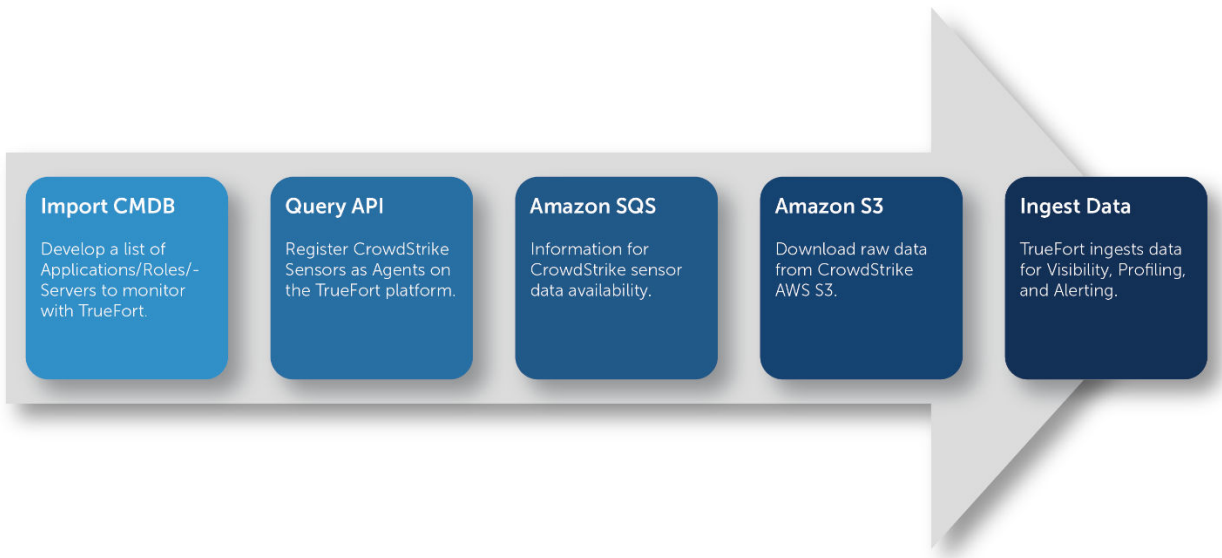 Import CMDB
Develop a list of
Applications/Roles/-
Servers to monitor
with TrueFort.
Query API
Register CrowdStrike
Sensors as Agents on
the TrueFort platform.
Amazon SQS
Information for
CrowdStrike sensor
data availability.
Amazon S3
Download raw data
from CrowdStrike
AWS S3.
Ingest Data
TrueFort ingests data
for Visibility, Profiling,
and Alerting.